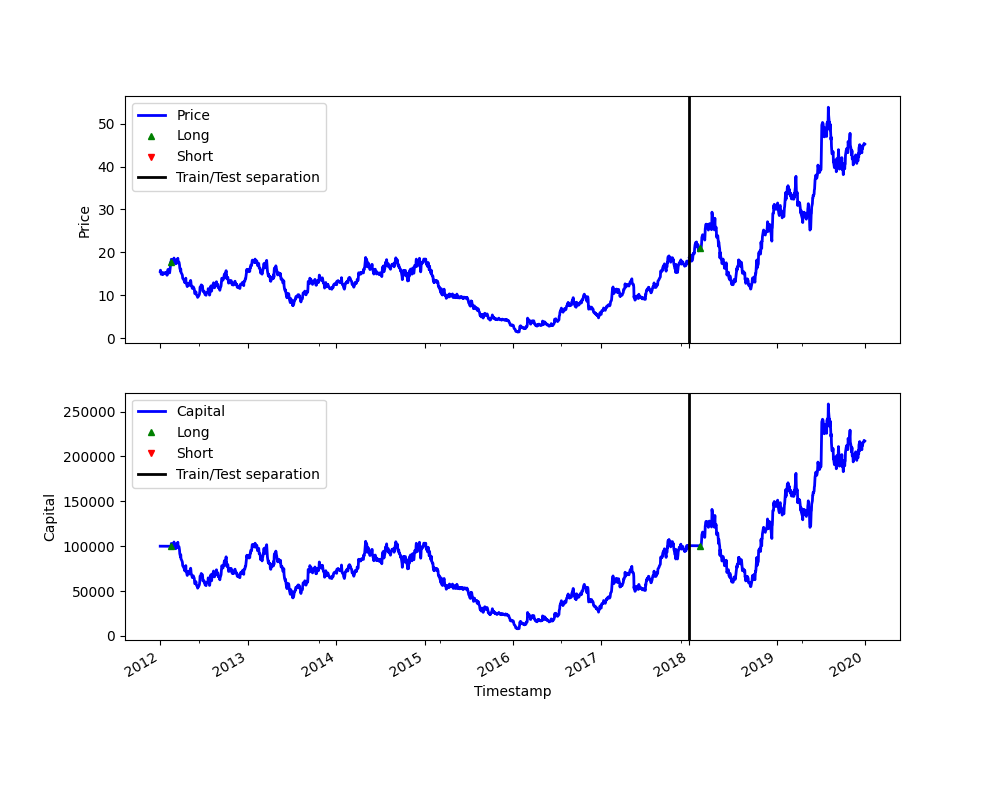 Price
Long
Short
Train/Test separation
50
40
30
20
10
0
Price
Capital
Long
Short
Train/Test separation
250000
200000
150000
100000
50000
0
Capital
2012 2013 2014 2015 2016 2017 2018 2019 2020
Timestamp